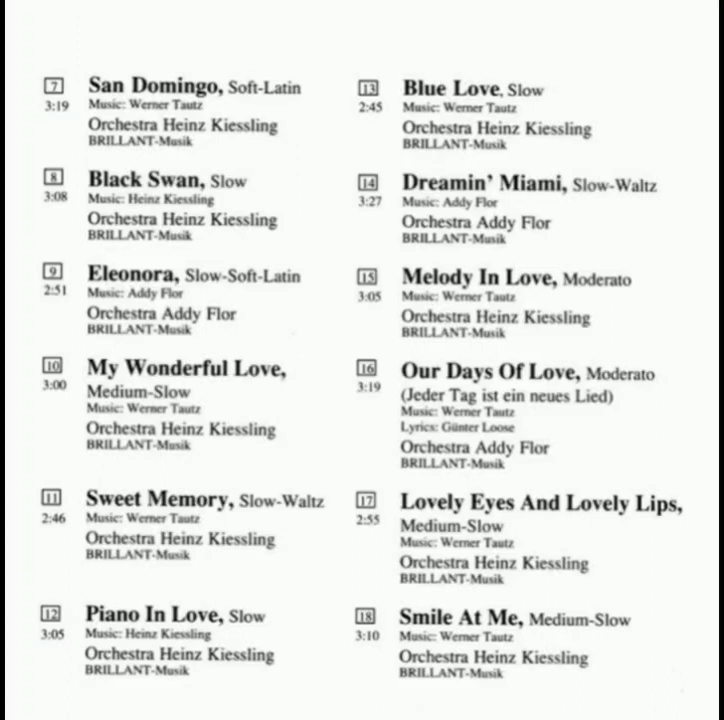 7 San Domingo, Soft-Latin
3:19 Music: Werner Tautz
Orchestra Heinz Kiessling
BRILLANT-Musik
8 Black Swan, Slow
3:08 Music: Heinz Kiessling
Orchestra Heinz Kiessling
BRILLANT-Musik
9 Eleonora, Slow-Soft-Latin
2:51 Music: Addy Flor
Orchestra Addy Flor
BRILLANT-Musik
10 My Wonderful Love,
3:00 Medium-Slow
Music: Werner Tautz
Orchestra Heinz Kiessling
BRILLANT-Musik
11 Sweet Memory, Slow-Waltz
2:46 Music: Werner Tautz
Orchestra Heinz Kiessling
BRILLANT-Musik
12 Piano In Love, Slow
3:05 Music: Heinz Kiessling
Orchestra Heinz Kiessling
BRILLANT-Musik
13 Blue Love, Slow
2:45 Music: Werner Tautz
Orchestra Heinz Kiessling
BRILLANT-Musik
14 Dreamin' Miami, Slow-Waltz
3:27 Music: Addy Flor
Orchestra Addy Flor
BRILLANT-Musik
15 Melody In Love, Moderato
3:05 Music: Werner Tautz
Orchestra Heinz Kiessling
BRILLANT-Musik
16 Our Days Of Love, Moderato
3:19 (Jeder Tag ist ein neues Lied)
Music: Werner Tautz
Lyrics: Günter Loose
Orchestra Addy Flor
BRILLANT-Musik
17 Lovely Eyes And Lovely Lips,
2:55 Medium-Slow
Music: Werner Tautz
Orchestra Heinz Kiessling
BRILLANT-Musik
18 Smile At Me, Medium-Slow
3:10 Music: Werner Tautz
Orchestra Heinz Kiessling
BRILLANT-Musik